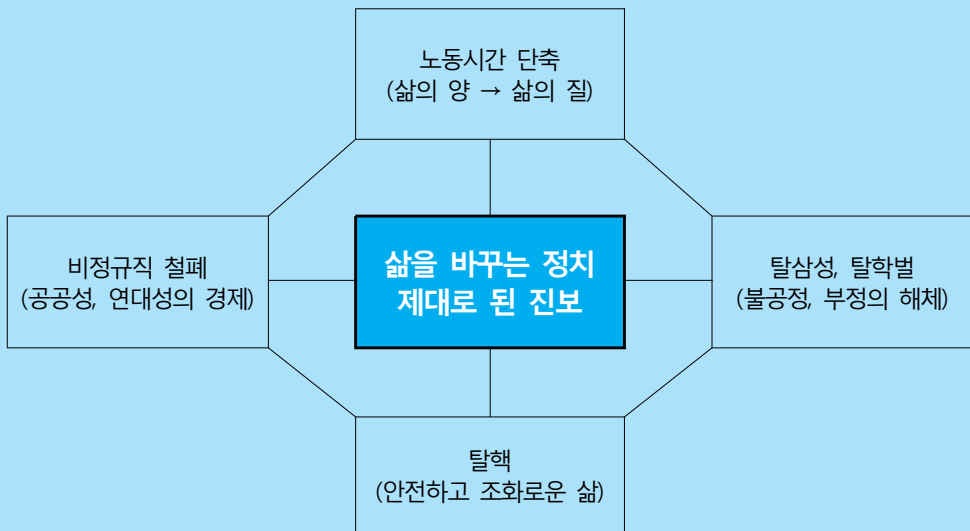 노동시간 단축
(삶의 양 → 삶의 질)
비정규직 철폐
(공공성, 연대성의 경제)
삶을 바꾸는 정치
제대로 된 진보
탈삼성, 탈학벌
(불공정, 부정의 해체)
탈핵
(안전하고 조화로운 삶)